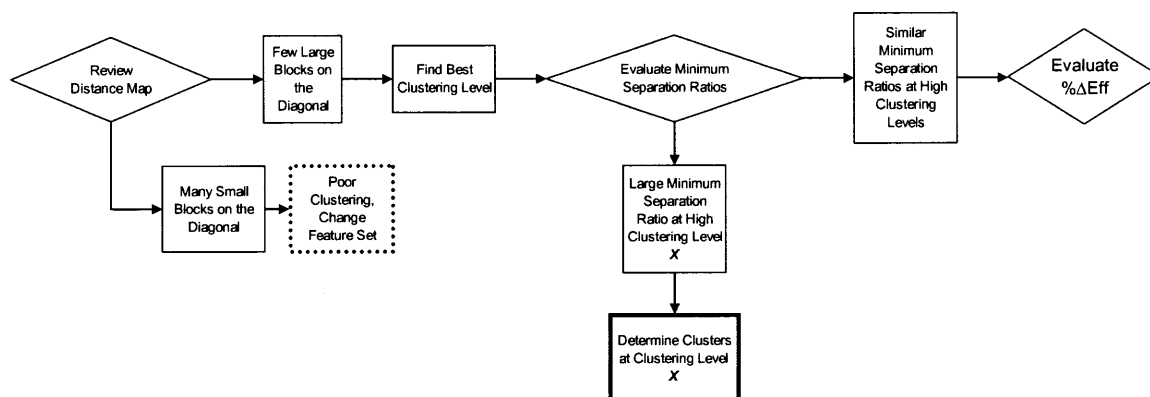 Review
Distance Map
Few Large
Blocks on
the
Diagonal
Find Best
Clustering Level
Evaluate Minimum
Separation Ratios
Similar
Minimum
Separation
Ratios at High
Clustering
Levels
Evaluate
%ΔEff
Many Small
Blocks on the
Diagonal
Poor
Clustering,
Change
Feature Set
Large Minimum
Separation
Ratio at High
Clustering Level
X
Determine Clusters
at Clustering Level
X